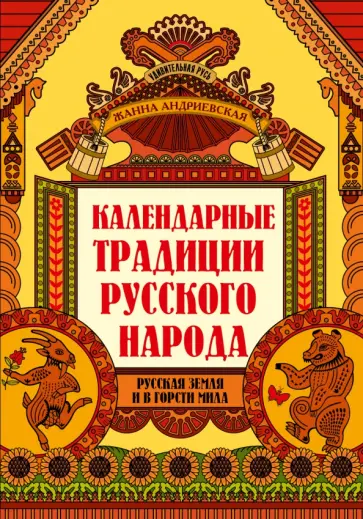 УДИВИТЕЛЬНАЯ РУСЬ
ЖАННА АНДРИЕВСКАЯ
КАЛЕНДАРНЫЕ
ТРАДИЦИИ
РУССКОГО
НАРОДА
РУССКАЯ ЗЕМЛЯ
И В ГОРСТИ МИЛА